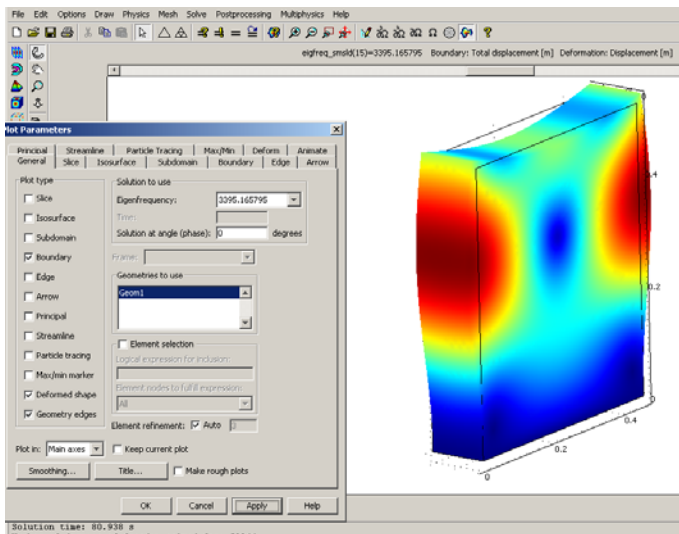 File Edit Options Draw Physics Mesh Solve Postprocessing Multiphysics Help
eigfreq_smsld(15)=3395.165795 Boundary: Total displacement [m] Deformation: Displacement [m]
lot Parameters
Principal Streamline Particle Tracing Max/Min Deform Animate
General Slice Isosurface Subdomain Boundary Edge Arrow
Plot type
Slice
Isosurface
Subdomain
Boundary
Edge
Arrow
Principal
Streamline
Particle tracing
Max/min marker
Deformed shape
Geometry edges
Solution to use
Eigenfrequency: 3395.165795
Time:
Solution at angle (phase): 0 degrees
Frame:
Geometries to use
Geom1
Element selection
Logical expression for inclusion:
Element nodes to fulfill expression:
All
Element refinement: Auto
Plot in: Main axes Keep current plot
Smoothing... Title... Make rough plots
OK Cancel Apply Help
0
.4
0.2
0
0.4
0.2
0
Solution time: 80.938 s